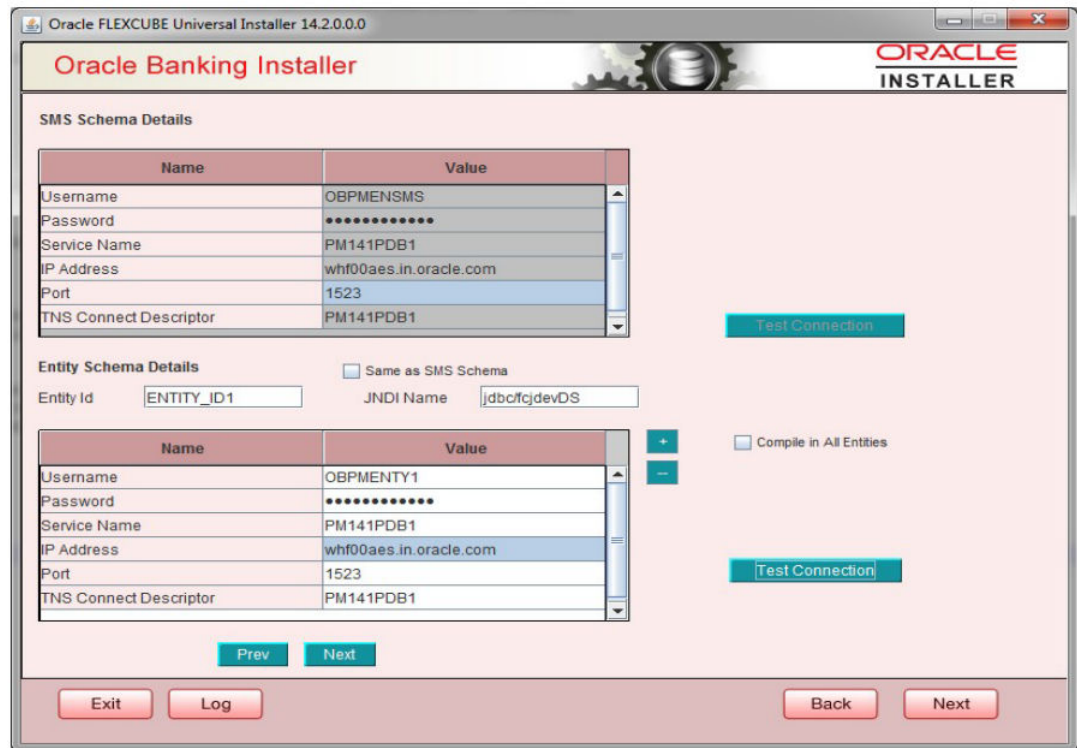 Oracle FLEXCUBE Universal Installer 14.2.0.0.0
Oracle Banking Installer
ORACLE
INSTALLER
SMS Schema Details
Name Value
Username OBPMENSMS
Password ••••••••••••
Service Name PM141PDB1
IP Address whf00aes.in.oracle.com
Port 1523
TNS Connect Descriptor PM141PDB1
Test Connection
Entity Schema Details Same as SMS Schema
Entity Id ENTITY_ID1 JNDI Name jdbc/fcjdevDS
Name Value
+ Compile in All Entities
--
Username OBPMENTY1
Password ••••••••••••
Service Name PM141PDB1
IP Address whf00aes.in.oracle.com
Port 1523
Test Connection
TNS Connect Descriptor PM141PDB1
Prev Next
Exit Log Back Next